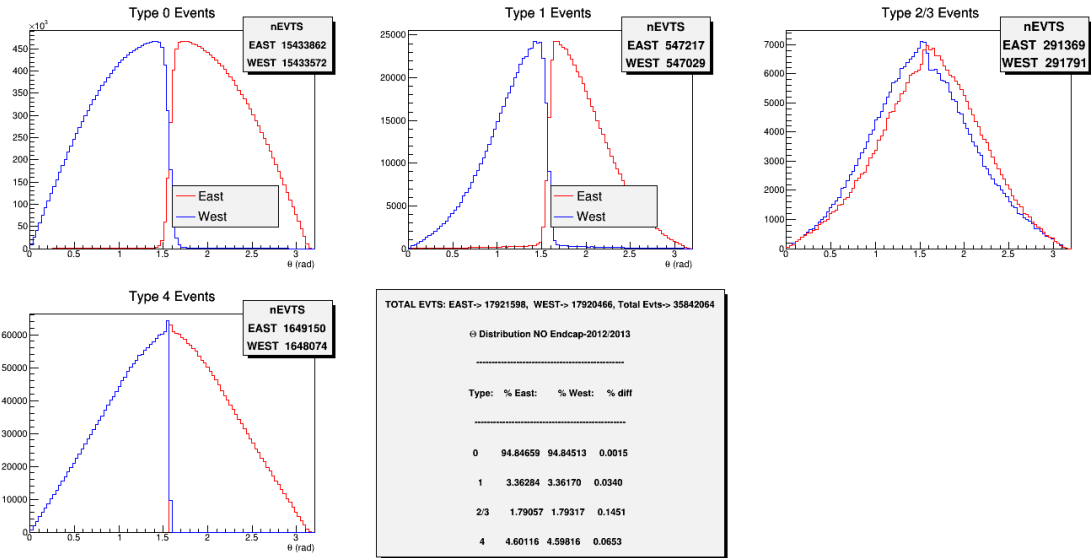 Type 0 Events
×10³
nEVTS
EAST 15433862
WEST 15433572
450
400
350
300
250
200
150
100
50
0
East
West
0 0.5 1 1.5 2 2.5 3
θ (rad)
Type 1 Events
nEVTS
EAST 547217
WEST 547029
25000
20000
15000
10000
5000
0
East
West
0 0.5 1 1.5 2 2.5 3
θ (rad)
Type 2/3 Events
nEVTS
EAST 291369
WEST 291791
7000
6000
5000
4000
3000
2000
1000
0
0 0.5 1 1.5 2 2.5 3
θ (rad)
Type 4 Events
nEVTS
EAST 1649150
WEST 1648074
60000
50000
40000
30000
20000
10000
0
0 0.5 1 1.5 2 2.5 3
θ (rad)
TOTAL EVTS: EAST-> 17921598, WEST-> 17920466, Total Evts-> 35842064
Θ Distribution NO Endcap-2012/2013
------------------------------------------------
Type: % East: % West: % diff
------------------------------------------------
0 94.84659 94.84513 0.0015
1 3.36284 3.36170 0.0340
2/3 1.79057 1.79317 0.1451
4 4.60116 4.59816 0.0653